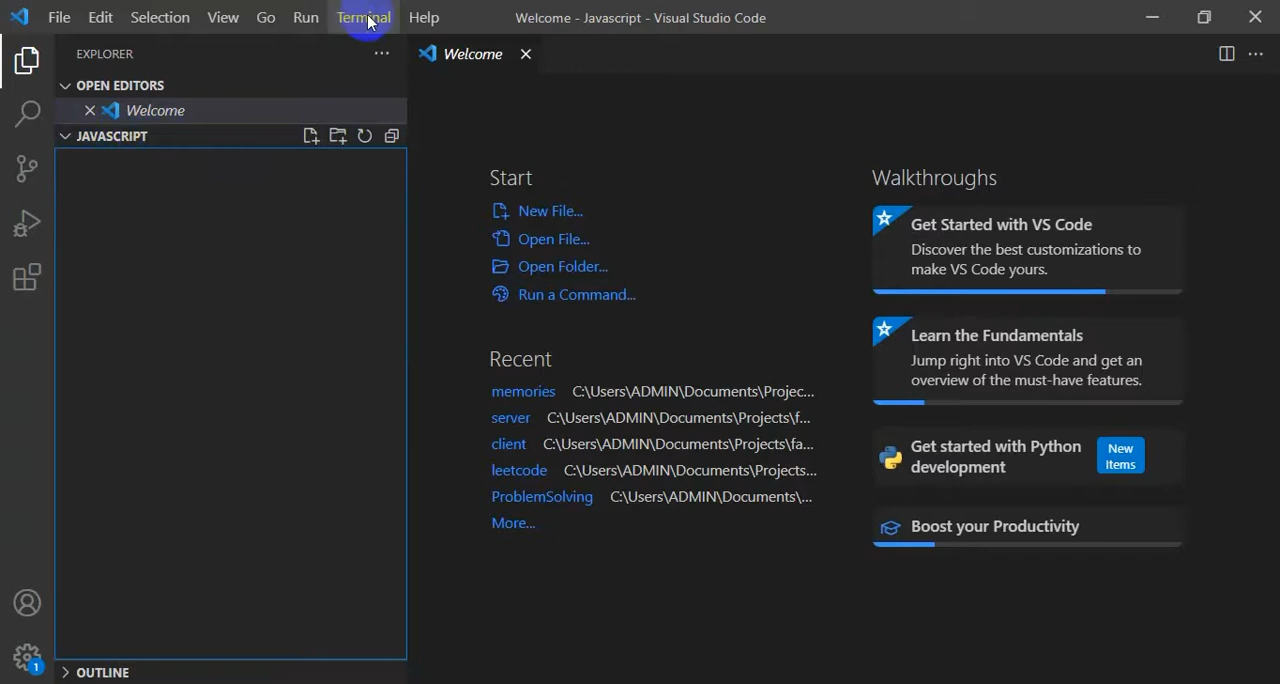 File Edit Selection View Go Run Terminal Help
Welcome - Javascript - Visual Studio Code
EXPLORER
Welcome
OPEN EDITORS
Welcome
JAVASCRIPT
Start
New File...
Open File...
Open Folder...
Run a Command...
Recent
memories C:\Users\ADMIN\Documents\Projec...
server C:\Users\ADMIN\Documents\Projects\f...
client C:\Users\ADMIN\Documents\Projects\fa...
leetcode C:\Users\ADMIN\Documents\Projects...
ProblemSolving C:\Users\ADMIN\Documents\...
More...
Walkthroughs
Get Started with VS Code
Discover the best customizations to
make VS Code yours.
Learn the Fundamentals
Jump right into VS Code and get an
overview of the must-have features.
Get started with Python
development
New
Items
Boost your Productivity
1
OUTLINE